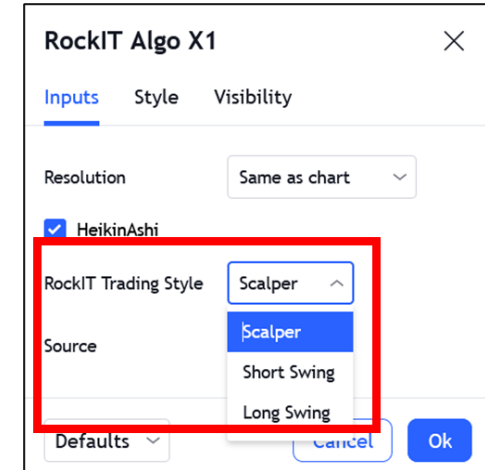 RockIT Algo X1
Inputs Style Visibility
Resolution Same as chart
HeikinAshi
RockIT Trading Style Scalper
Scalper
Source
Short Swing
Long Swing
Defaults Cancel Ok